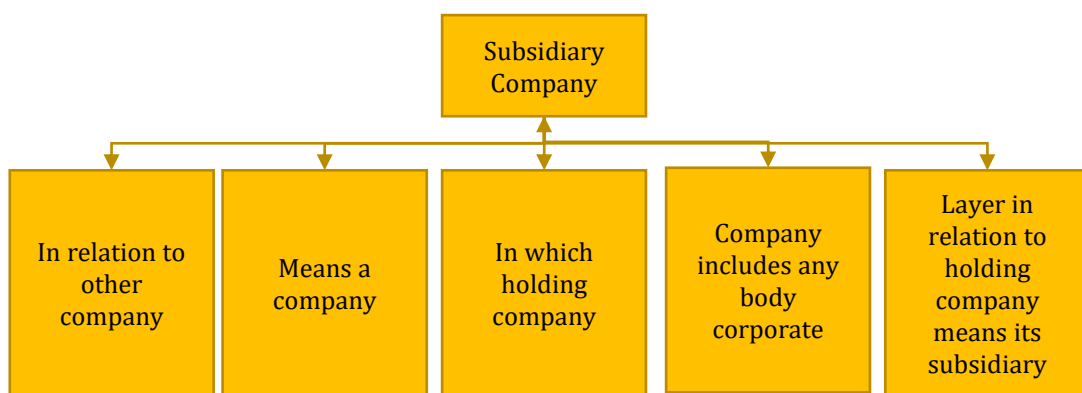 Subsidiary
Company
In relation to
other
company
Means a
company
In which
holding
company
Company
includes any
body
corporate
Layer in
relation to
holding
company
means its
subsidiary